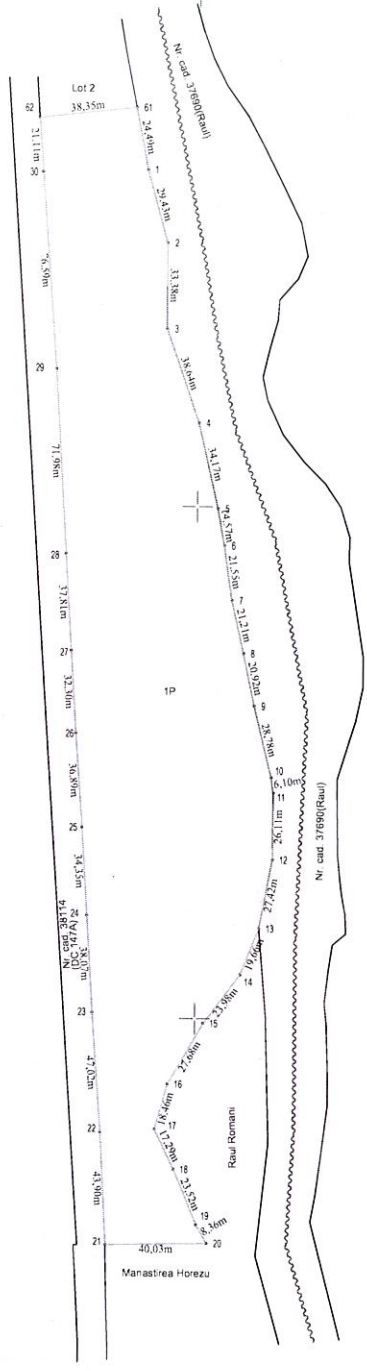 Lot 2
62
38,35m
61
Nr. cad. 37690(Raul)
21,11m
24,49m
30
1
29,43m
2
76,59m
33,38m
3
29
38,64m
4
71,98m
34,17m
5
14,57m
28
6
21,55m
37,81m
7
21,21m
27
8
32,30m
20,92m
1P
9
26
28,78m
36,89m
10
6,10m
11
25
26,11m
Nr. cad. 37690(Raul)
34,35m
12
27,42m
24
Nr. cad. 38114
(DC 147A)
13
38,07m
19,66m
14
23
23,98m
15
47,02m
27,68m
16
18,46m
22
17
Raul Romani
17,29m
18
43,90m
23,52m
19
8,36m
21
20
40,03m
Manastirea Horezu